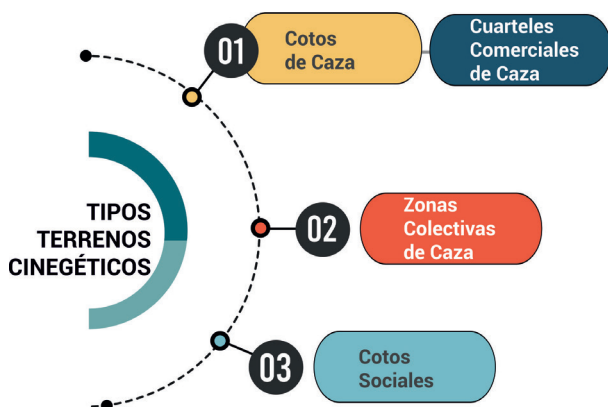 TIPOS
TERRENOS
CINEGÉTICOS
01
Cotos
de Caza
Cuarteles
Comerciales
de Caza
02
Zonas
Colectivas
de Caza
03
Cotos
Sociales